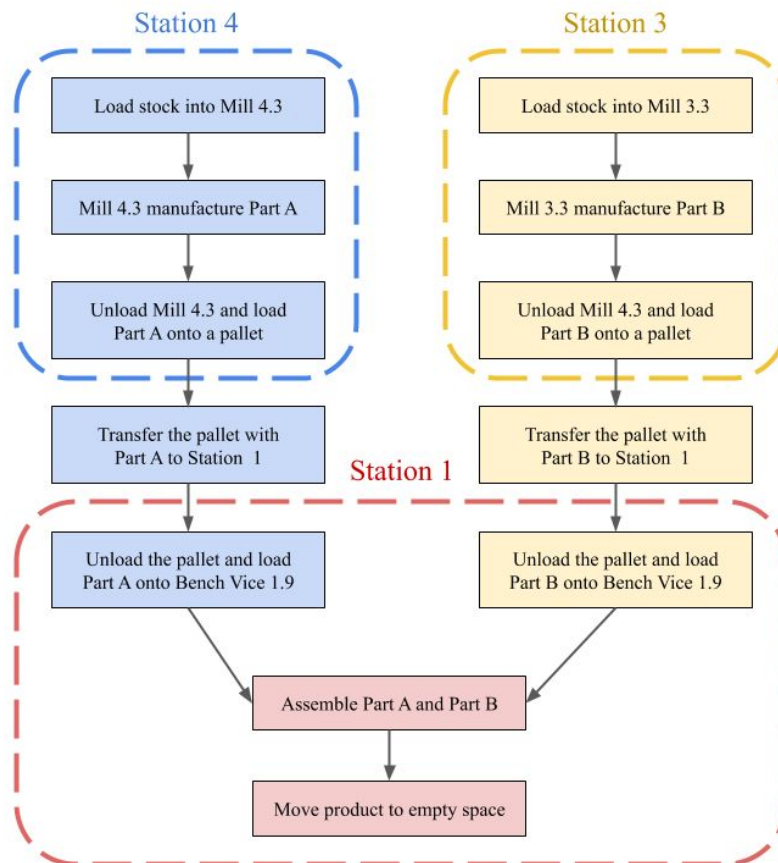 Station 4
Load stock into Mill 4.3
Mill 4.3 manufacture Part A
Unload Mill 4.3 and load
Part A onto a pallet
Transfer the pallet with
Part A to Station 1
Station 3
Load stock into Mill 3.3
Mill 3.3 manufacture Part B
Unload Mill 4.3 and load
Part B onto a pallet
Transfer the pallet with
Part B to Station 1
Station 1
Unload the pallet and load
Part A onto Bench Vice 1.9
Unload the pallet and load
Part B onto Bench Vice 1.9
Assemble Part A and Part B
Move product to empty space